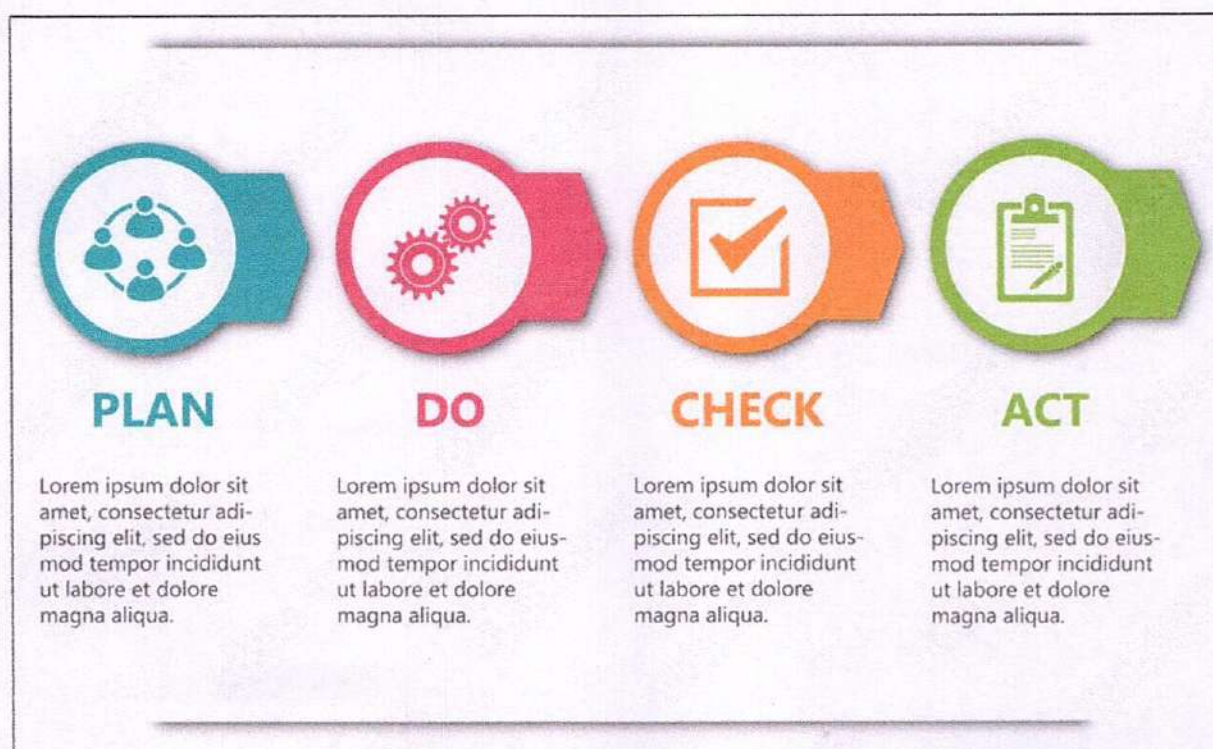 PLAN
Lorem ipsum dolor sit
amet, consectetur adi-
piscing elit, sed do eius
mod tempor incididunt
ut labore et dolore
magna aliqua.
DO
Lorem ipsum dolor sit
amet, consectetur adi-
piscing elit, sed do eius-
mod tempor incididunt
ut labore et dolore
magna aliqua.
CHECK
Lorem ipsum dolor sit
amet, consectetur adi-
piscing elit, sed do eius-
mod tempor incididunt
ut labore et dolore
magna aliqua.
ACT
Lorem ipsum dolor sit
amet, consectetur adi-
piscing elit, sed do eius-
mod tempor incididunt
ut labore et dolore
magna aliqua.